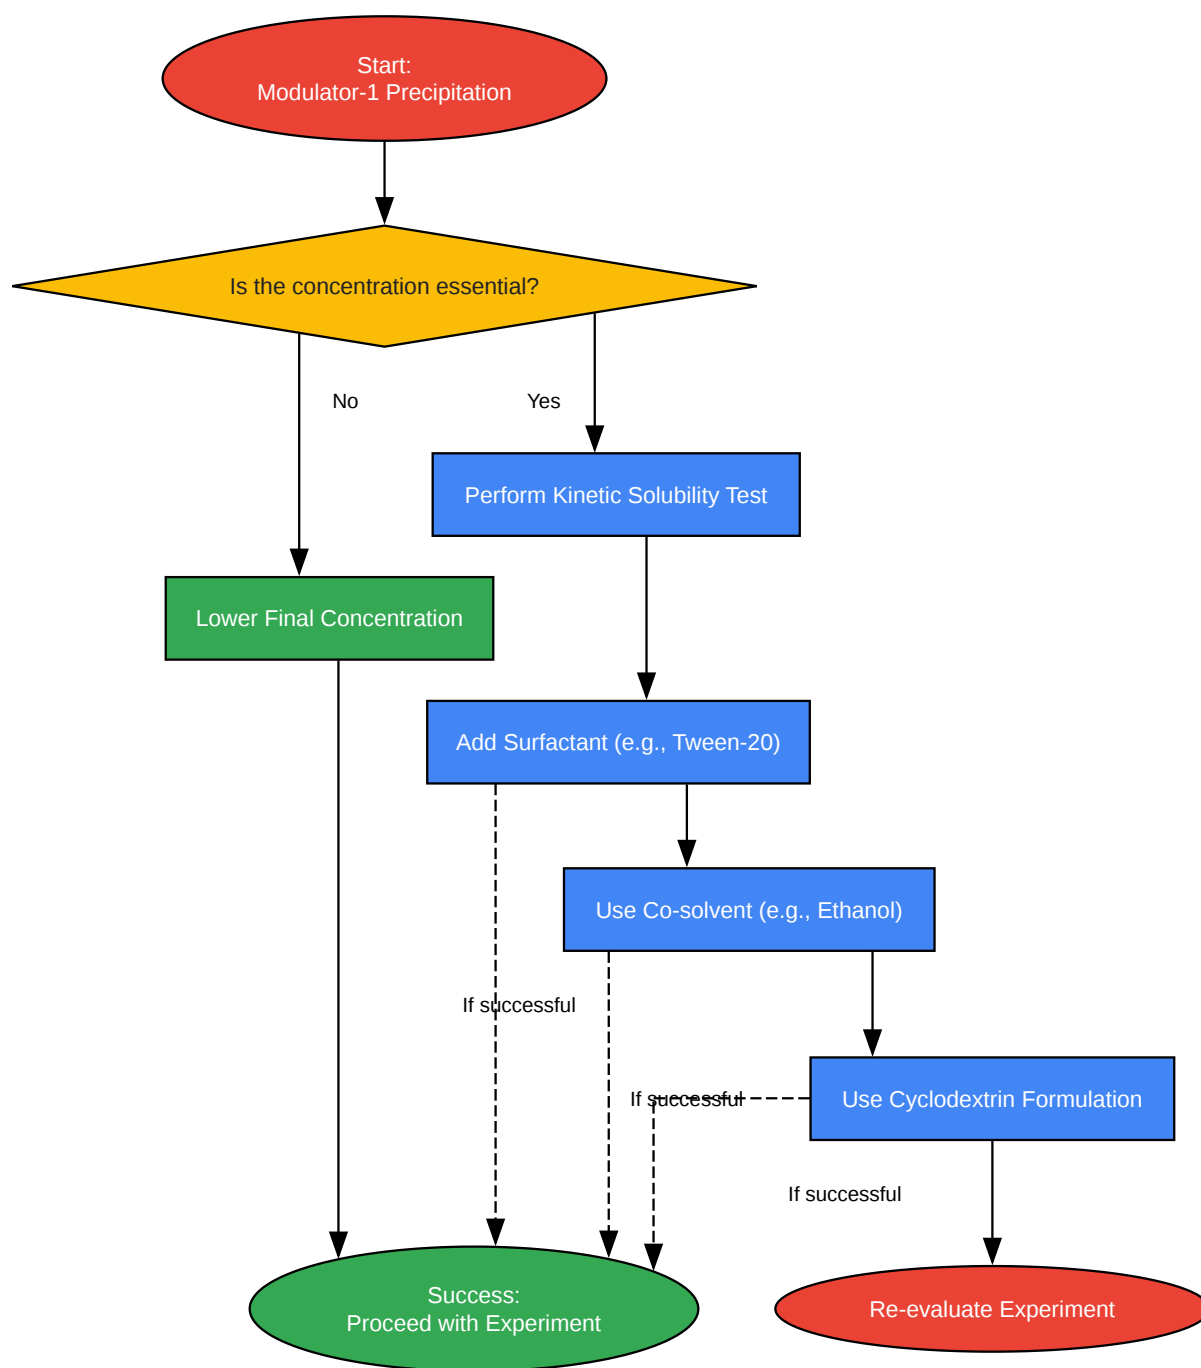 Start:
Modulator-1 Precipitation
Is the concentration essential?
No
Yes
Perform Kinetic Solubility Test
Lower Final Concentration
Add Surfactant (e.g., Tween-20)
Use Co-solvent (e.g., Ethanol)
If successful
If successful
Use Cyclodextrin Formulation
If successful
Success:
Proceed with Experiment
Re-evaluate Experiment